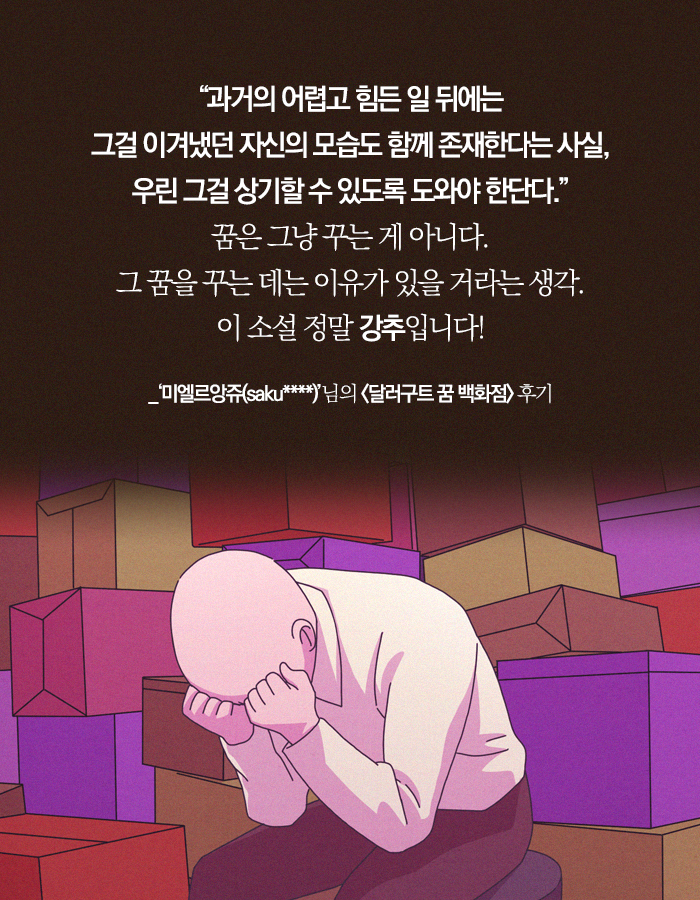 “과거의 어렵고 힘든 일 뒤에는
그걸 이겨냈던 자신의 모습도 함께 존재한다는 사실,
우린 그걸 상기할 수 있도록 도와야 한단다.”
꿈은 그냥 꾸는 게 아니다.
그 꿈을 꾸는 데는 이유가 있을 거라는 생각.
이 소설 정말 강추입니다!
_‘미엘르앙쥬(saku****)’님의 <달러구트 꿈 백화점> 후기